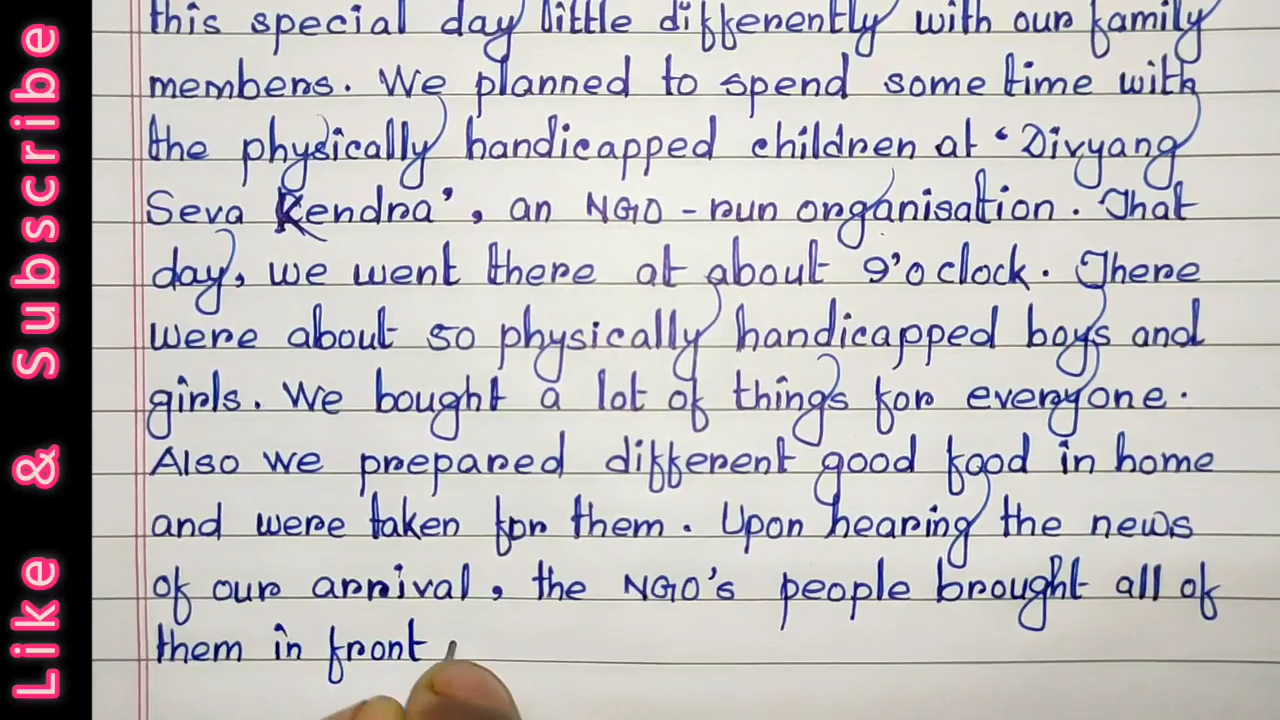 Like & Subscribe
this special day little differently with our family
members. We planned to spend some time with
the physically handicapped children at ‘Divyang
Seva Kendra’, an NGO-run organisation. That
day, we went there at about 9’o clock. There
were about 50 physically handicapped boys and
girls. We bought a lot of things for everyone.
Also we prepared different good food in home
and were taken for them. Upon hearing the news
of our arrival, the NGO’s people brought all of
them in front